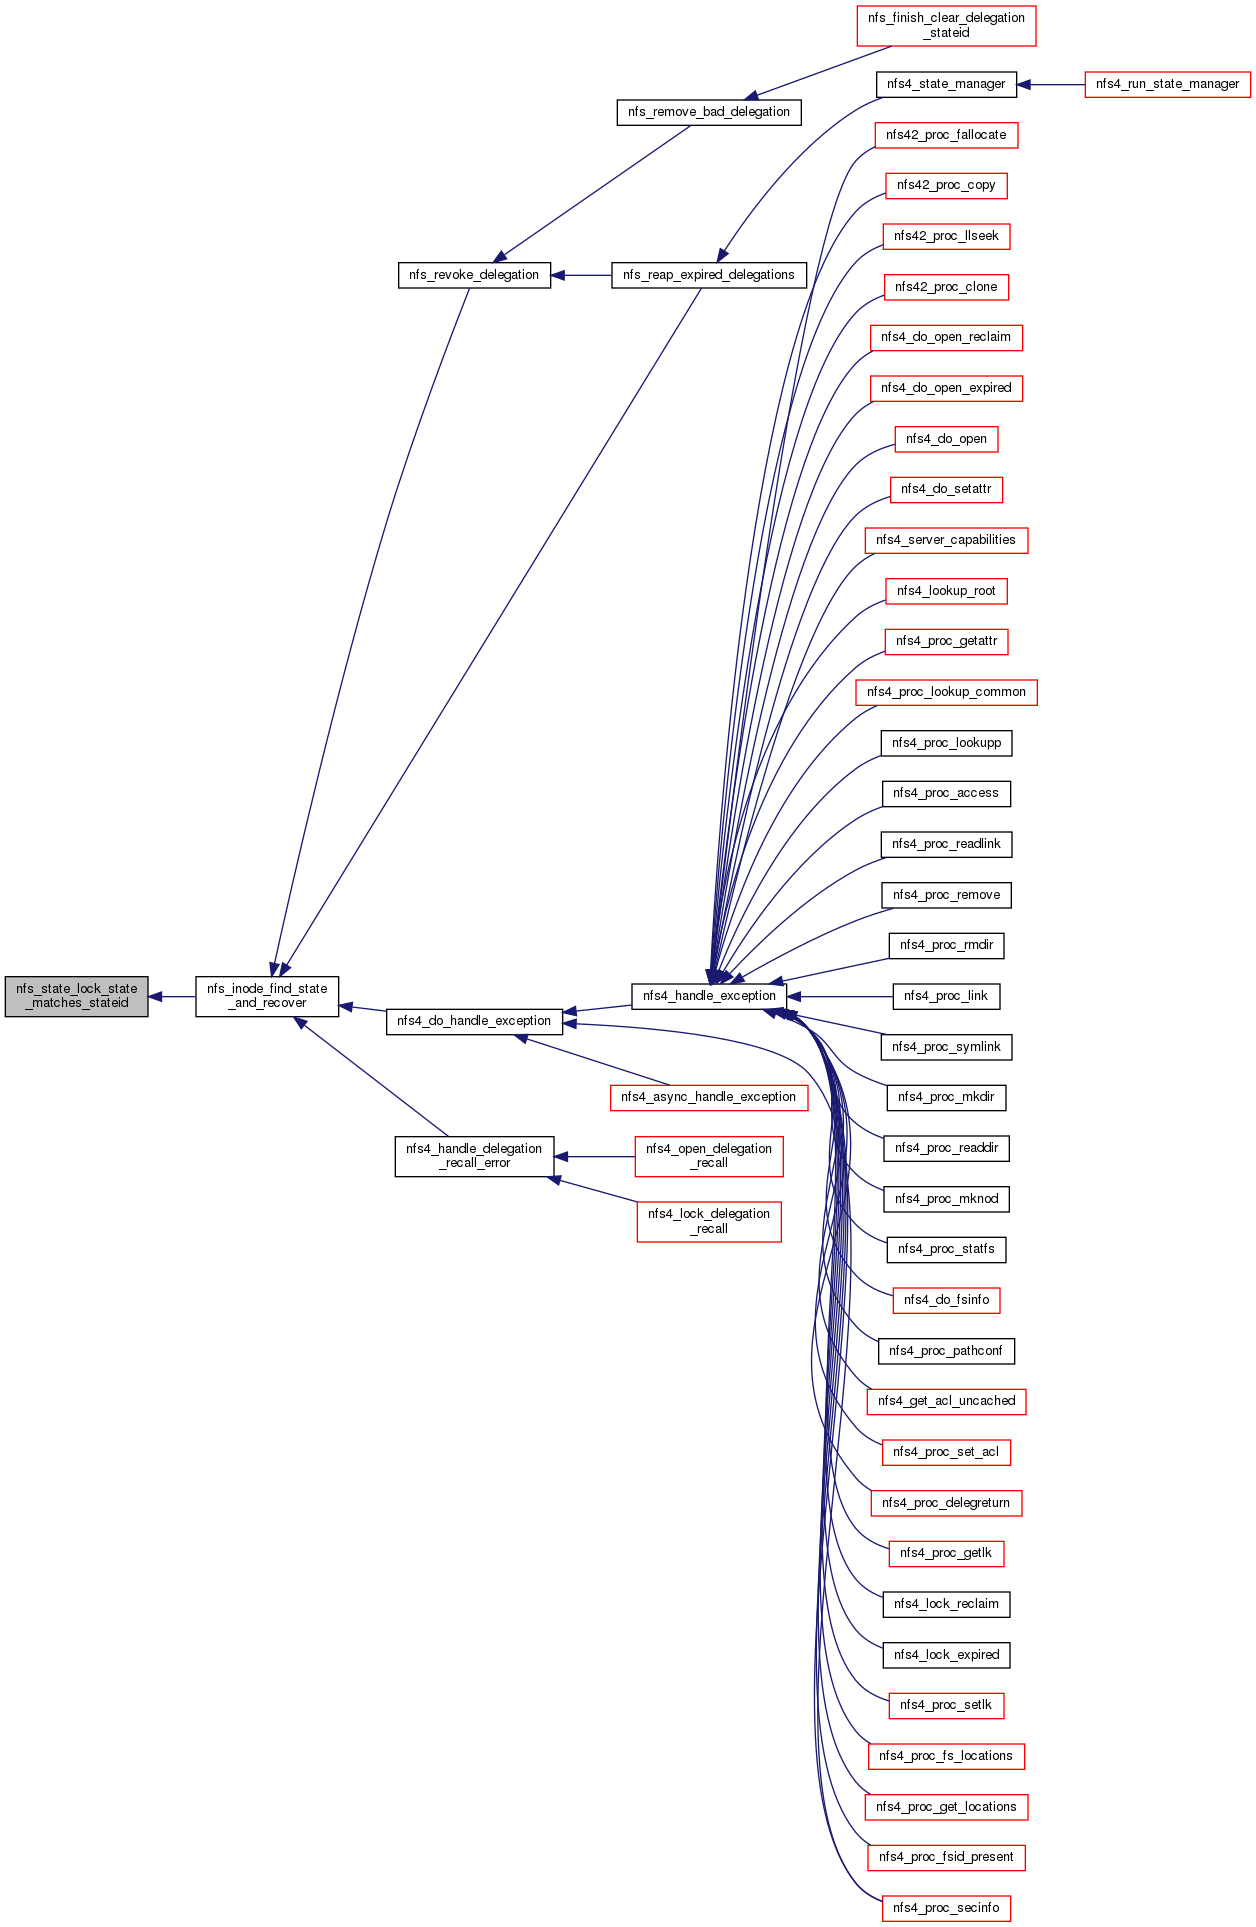 nfs_finish_clear_delegation
_stateid
nfs4_state_manager
nfs4_run_state_manager
nfs_remove_bad_delegation
nfs42_proc_fallocate
nfs42_proc_copy
nfs42_proc_llseek
nfs_revoke_delegation
nfs_reap_expired_delegations
nfs42_proc_clone
nfs4_do_open_reclaim
nfs4_do_open_expired
nfs4_do_open
nfs4_do_setattr
nfs4_server_capabilities
nfs4_lookup_root
nfs4_proc_getattr
nfs4_proc_lookup_common
nfs4_proc_lookupp
nfs4_proc_access
nfs4_proc_readlink
nfs4_proc_remove
nfs4_proc_rmdir
nfs_state_lock_state
_matches_stateid
nfs_inode_find_state
_and_recover
nfs4_do_handle_exception
nfs4_handle_exception
nfs4_proc_link
nfs4_proc_symlink
nfs4_async_handle_exception
nfs4_proc_mkdir
nfs4_handle_delegation
_recall_error
nfs4_open_delegation
_recall
nfs4_proc_readdir
nfs4_lock_delegation
_recall
nfs4_proc_mknod
nfs4_proc_statfs
nfs4_do_fsinfo
nfs4_proc_pathconf
nfs4_get_acl_uncached
nfs4_proc_set_acl
nfs4_proc_delegreturn
nfs4_proc_getlk
nfs4_lock_reclaim
nfs4_lock_expired
nfs4_proc_setlk
nfs4_proc_fs_locations
nfs4_proc_get_locations
nfs4_proc_fsid_present
nfs4_proc_secinfo